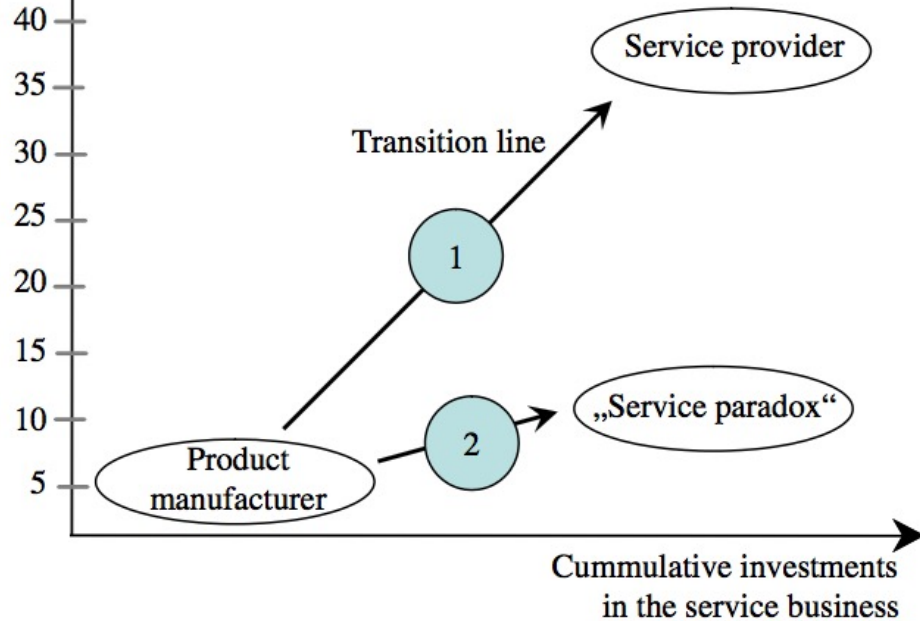 40
Service provider
35
Transition line
30
25
1
20
15
„Service paradox“
10
2
Product
manufacturer
5
Cummulative investments
in the service business